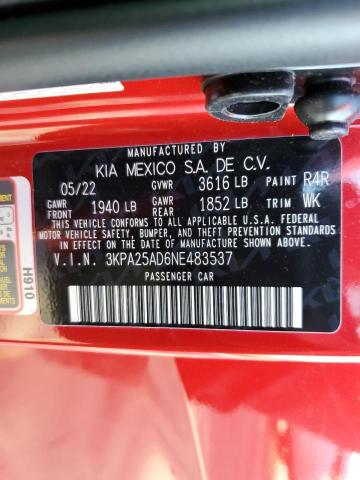 MANUFACTURED BY
KIA MEXICO S.A. DE C.V.
05/22 GVWR 3616 LB PAINT R4R
GAWR FRONT 1940 LB GAWR REAR 1852 LB TRIM WK
THIS VEHICLE CONFORMS TO ALL APPLICABLE U.S.A. FEDERAL
MOTOR VEHICLE SAFETY, BUMPER, AND THEFT PREVENTION STANDARDS
IN EFFECT ON THE DATE OF MANUFACTURE SHOWN ABOVE.
V.I.N. 3KPA25AD6NE483537
PASSENGER CAR
H910